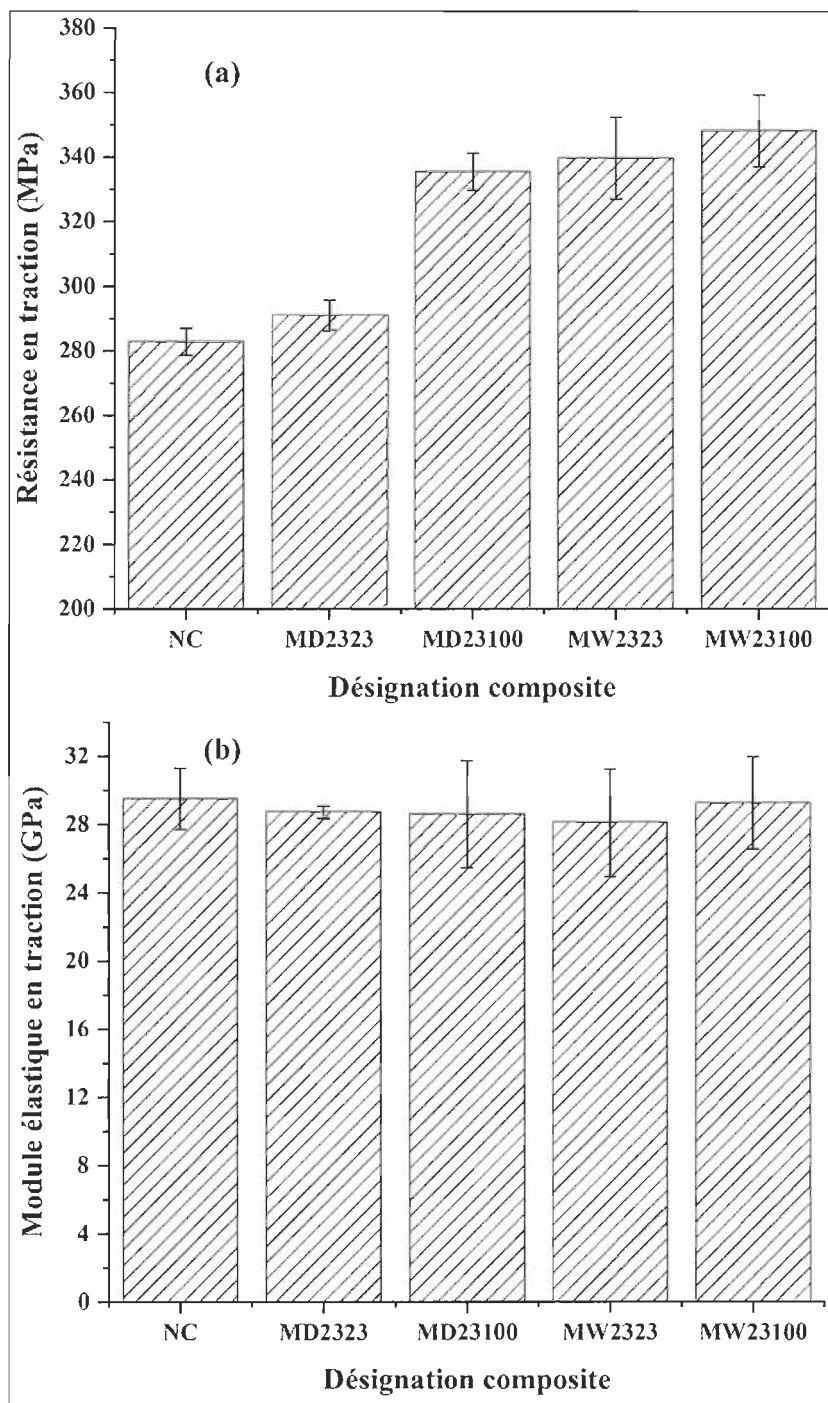 (a)
Résistance en traction (MPa)
380
360
340
320
300
280
260
240
220
200
NC MD2323 MD23100 MW2323 MW23100
Désignation composite
(b)
Module élastique en traction (GPa)
32
28
24
20
16
12
8
4
0
NC MD2323 MD23100 MW2323 MW23100
Désignation composite